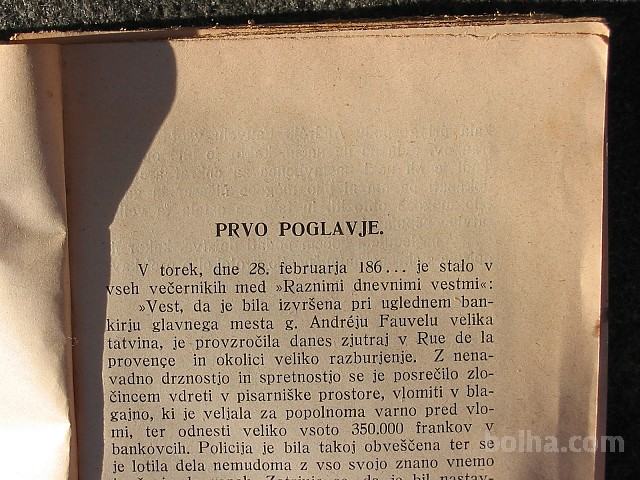 PRVO POGLAVJE.
V torek, dne 28. februarja 186... je stalo v
vseh večernikih med »Raznimi dnevnimi vestmi«:
»Vest, da je bila izvršena pri uglednem ban-
kirju glavnega mesta g. Andréju Fauvelu velika
tatvina, je provzročila danes zjutraj v Rue de la
provençe in okolici veliko razburjenje. Z nena-
vadno drznostjo in spretnostjo se je posrečilo zlo-
čincem vdreti v pisarniške prostore, vlomiti v bla-
gajno, ki je veljala za popolnoma varno pred vlo-
mi, ter odnesti veliko vsoto 350.000 frankov v
bankovcih. Policija je bila takoj obveščena ter se
je lotila dela nemudoma z vso svojo znano vnemo
bolha.com